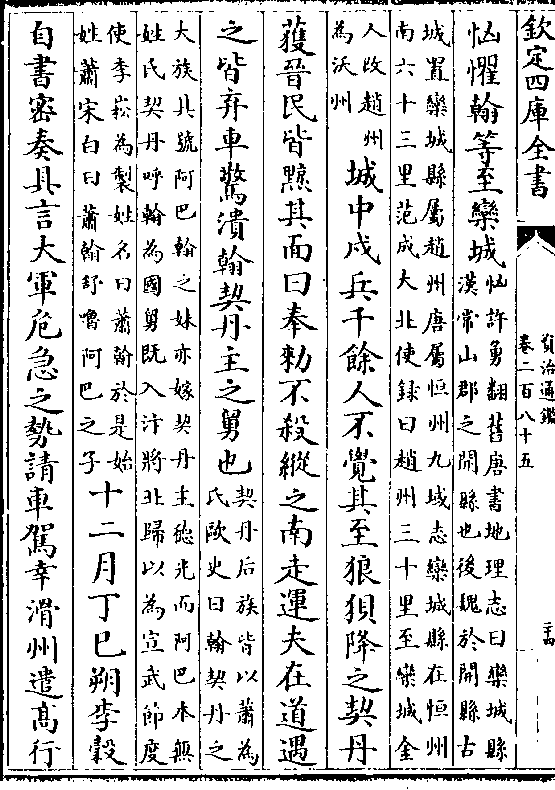 欽定四庫全書
資治通鑑
卷二百八十五
恟懼翰等至欒城
恟許勇翻舊唐書地理志曰欒城縣
漢常山郡之開縣也後魏於開縣古
城置欒城縣屬趙州唐屬恒州九域志欒城縣在恒州
南六十三里范成大北使録曰趙州三十里至欒城金
人改趙州
為沃州
城中戍兵千餘人不覺其至狼狽降之契丹
獲晉民皆黥其面曰奉勅不殺縱之南走運夫在道遇
之皆弃車驚潰翰契丹主之舅也
契丹后族皆以蕭為
氏歐史曰翰契丹之
大族其號阿巴翰之妹亦嫁契丹主德光而阿巴本無
姓氏契丹呼翰為國舅既入汴將北歸以為宣武節度
使李崧為製姓名曰蕭翰於是始
姓蕭宋白曰蕭翰舒嚕阿巴之子
十二月丁巳朔李穀
自書密奏具言大軍危急之勢請車駕幸滑州遣高行